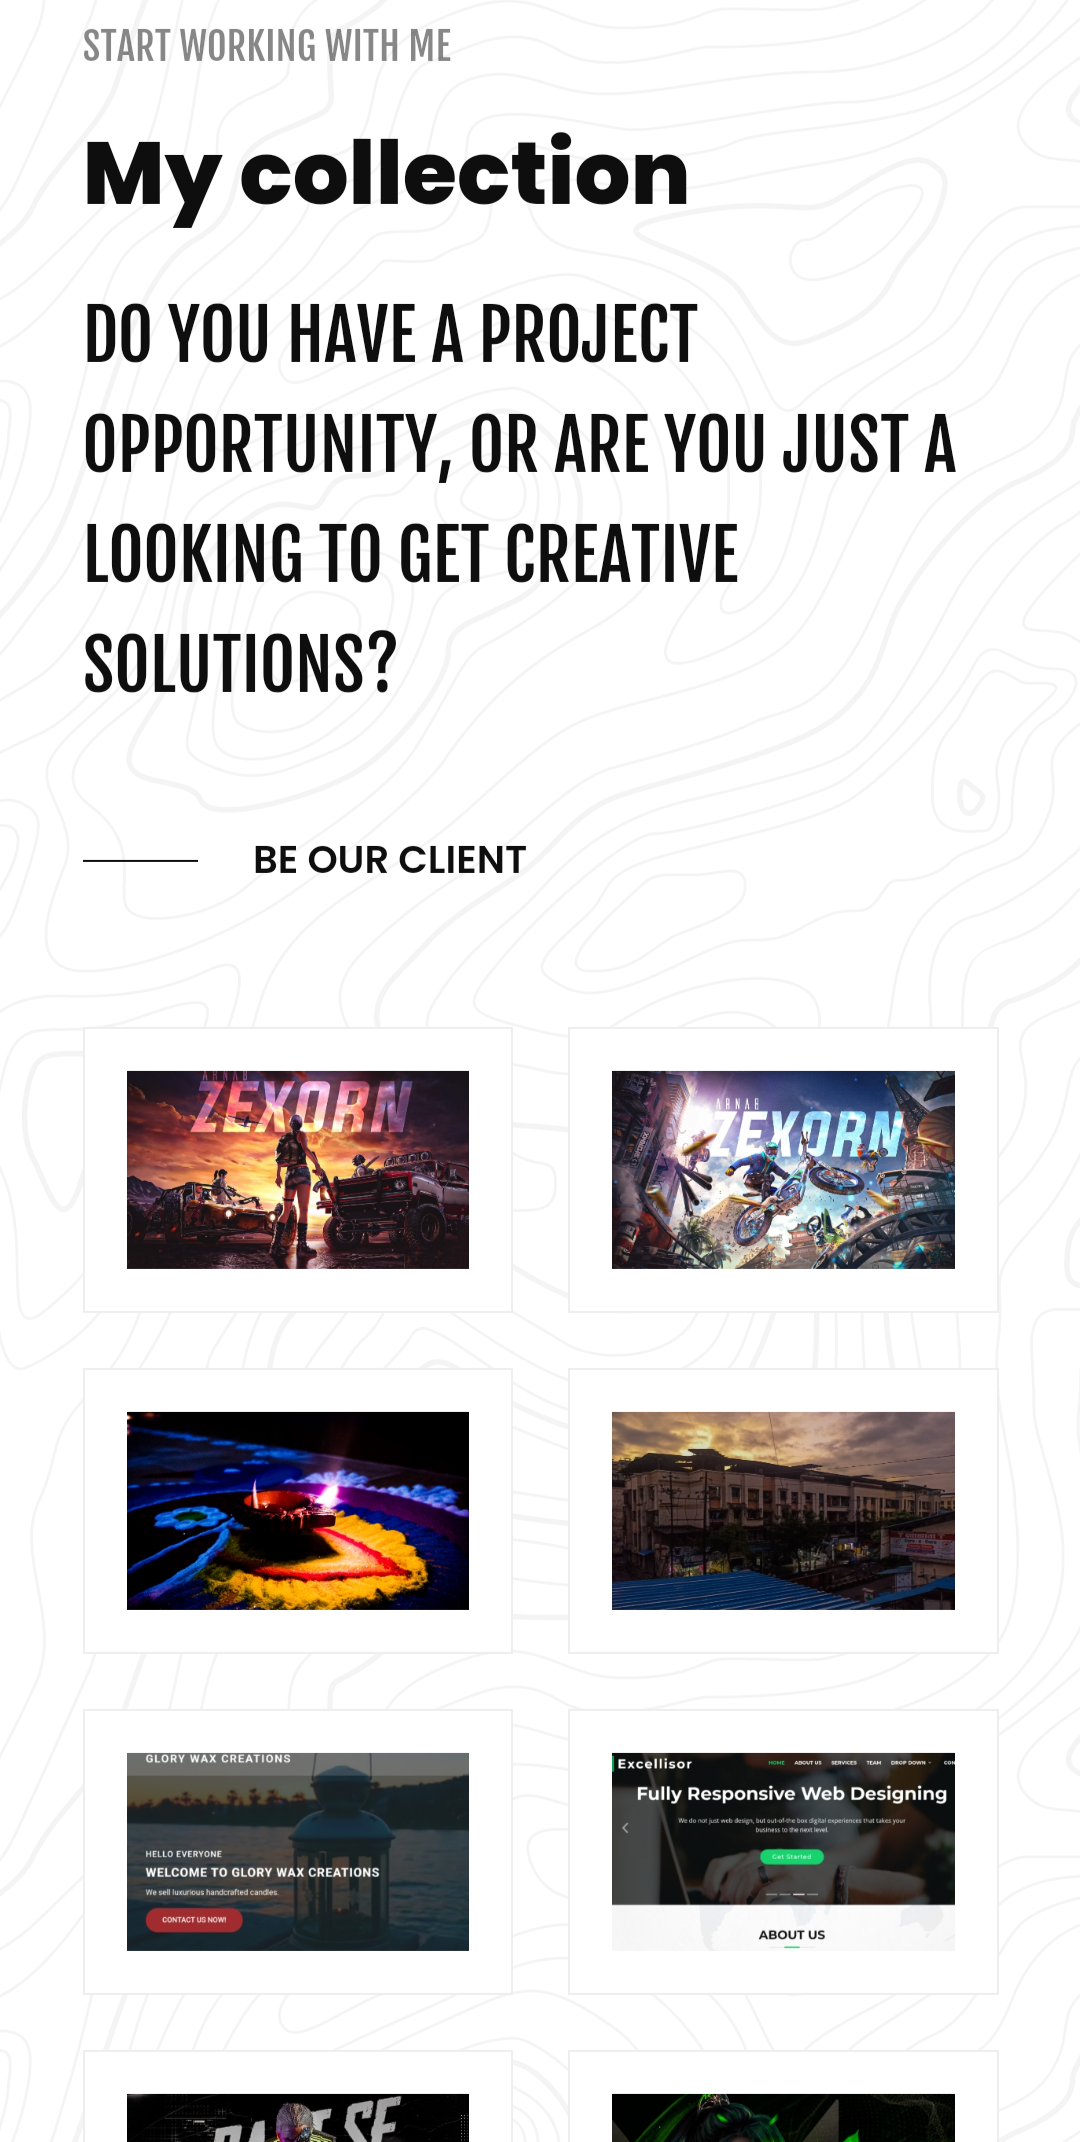 START WORKING WITH ME
My collection
DO YOU HAVE A PROJECT
OPPORTUNITY, OR ARE YOU JUST A
LOOKING TO GET CREATIVE
SOLUTIONS?
BE OUR CLIENT
ARNAB
ZEXORN
ARNAB
ZEXORN
GLORY WAX CREATIONS
HELLO EVERYONE
WELCOME TO GLORY WAX CREATIONS
We sell luxurious handcrafted candles.
CONTACT US NOW!
Excellisor
HOME ABOUT US SERVICES TEAM DROP DOWN
Fully Responsive Web Designing
We do not just web design, but out-of-the box digital experiences that takes your
business to the next level.
Get Started
ABOUT US